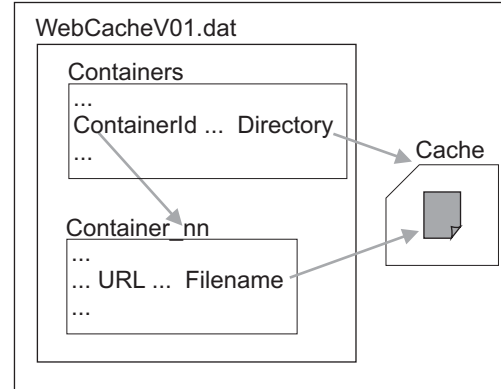 WebCacheV01.dat
Containers
...
ContainerId ... Directory
...
Cache
Container_nn
...
... URL ... Filename
...